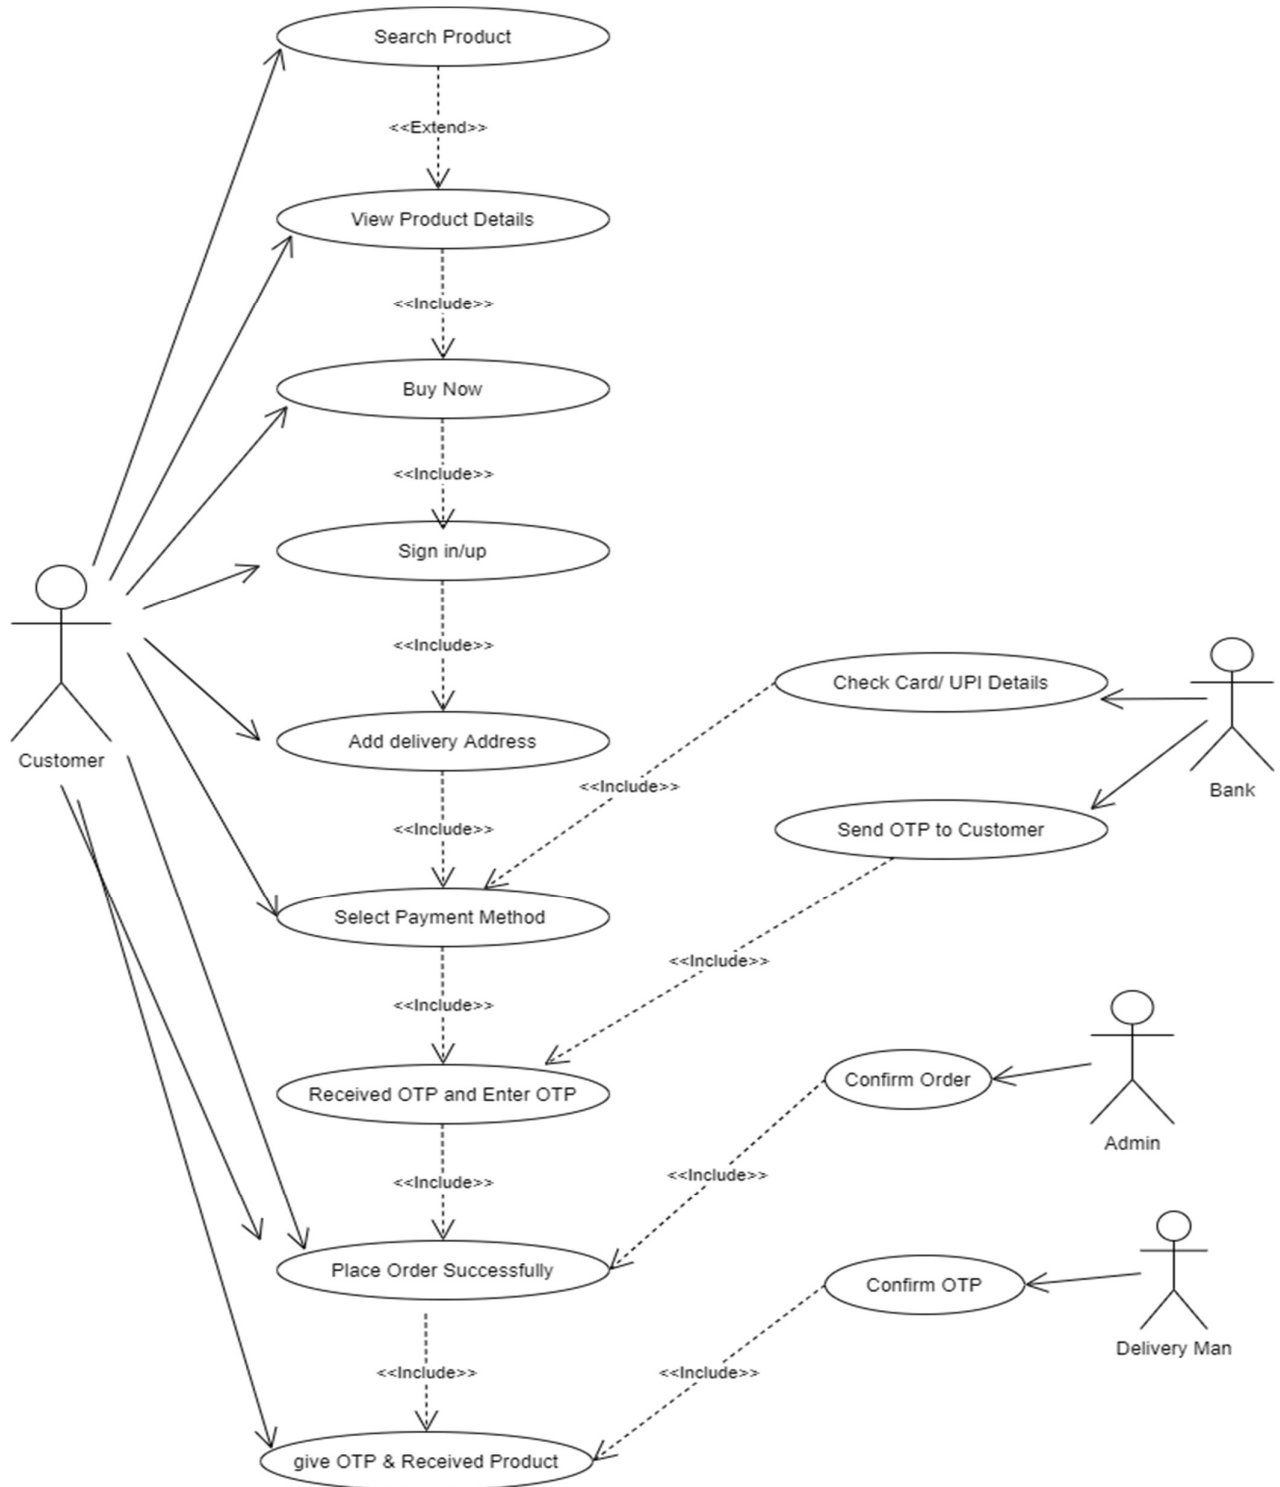 Search Product
<<Extend>>
View Product Details
<<Include>>
Buy Now
<<Include>>
Sign in/up
<<Include>>
Check Card/ UPI Details
Add delivery Address
Customer
<<Include>>
Bank
<<Include>>
Send OTP to Customer
Select Payment Method
<<Include>>
<<Include>>
Confirm Order
Received OTP and Enter OTP
Admin
<<Include>>
<<Include>>
Place Order Successfully
Confirm OTP
Delivery Man
<<Include>>
<<Include>>
give OTP & Received Product